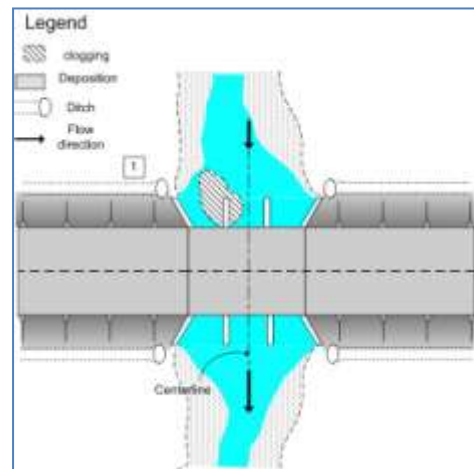 Legend
clogging
Deposition
Ditch
Flow
direction
1
Centerline